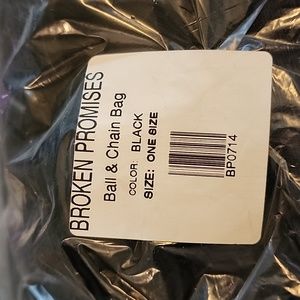 BROKEN PROMISES
Ball & Chain Bag
COLOR: BLACK
SIZE: ONE SIZE
BP0714